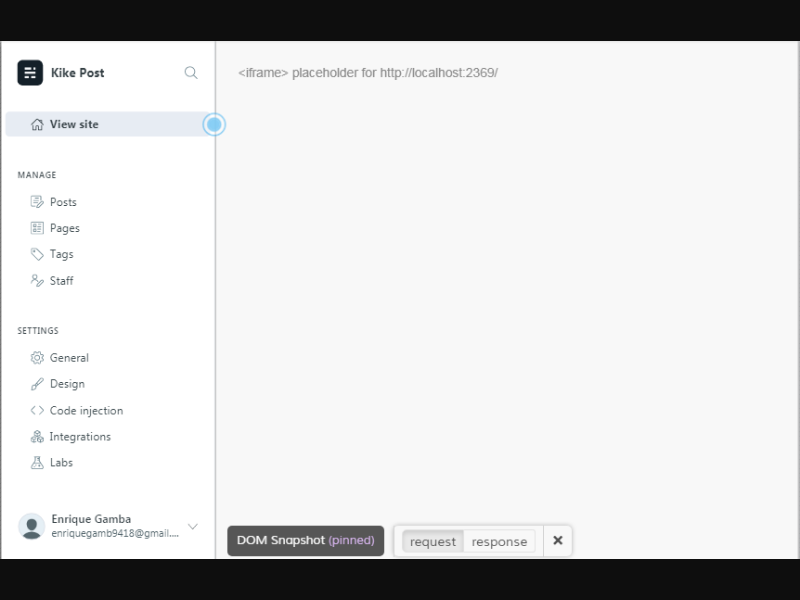 Kike Post
<iframe> placeholder for http://localhost:2369/
View site
MANAGE
Posts
Pages
Tags
Staff
SETTINGS
General
Design
Code injection
Integrations
Labs
Enrique Gamba
enriquegamb9418@gmail....
DOM Snapshot (pinned)
request
response